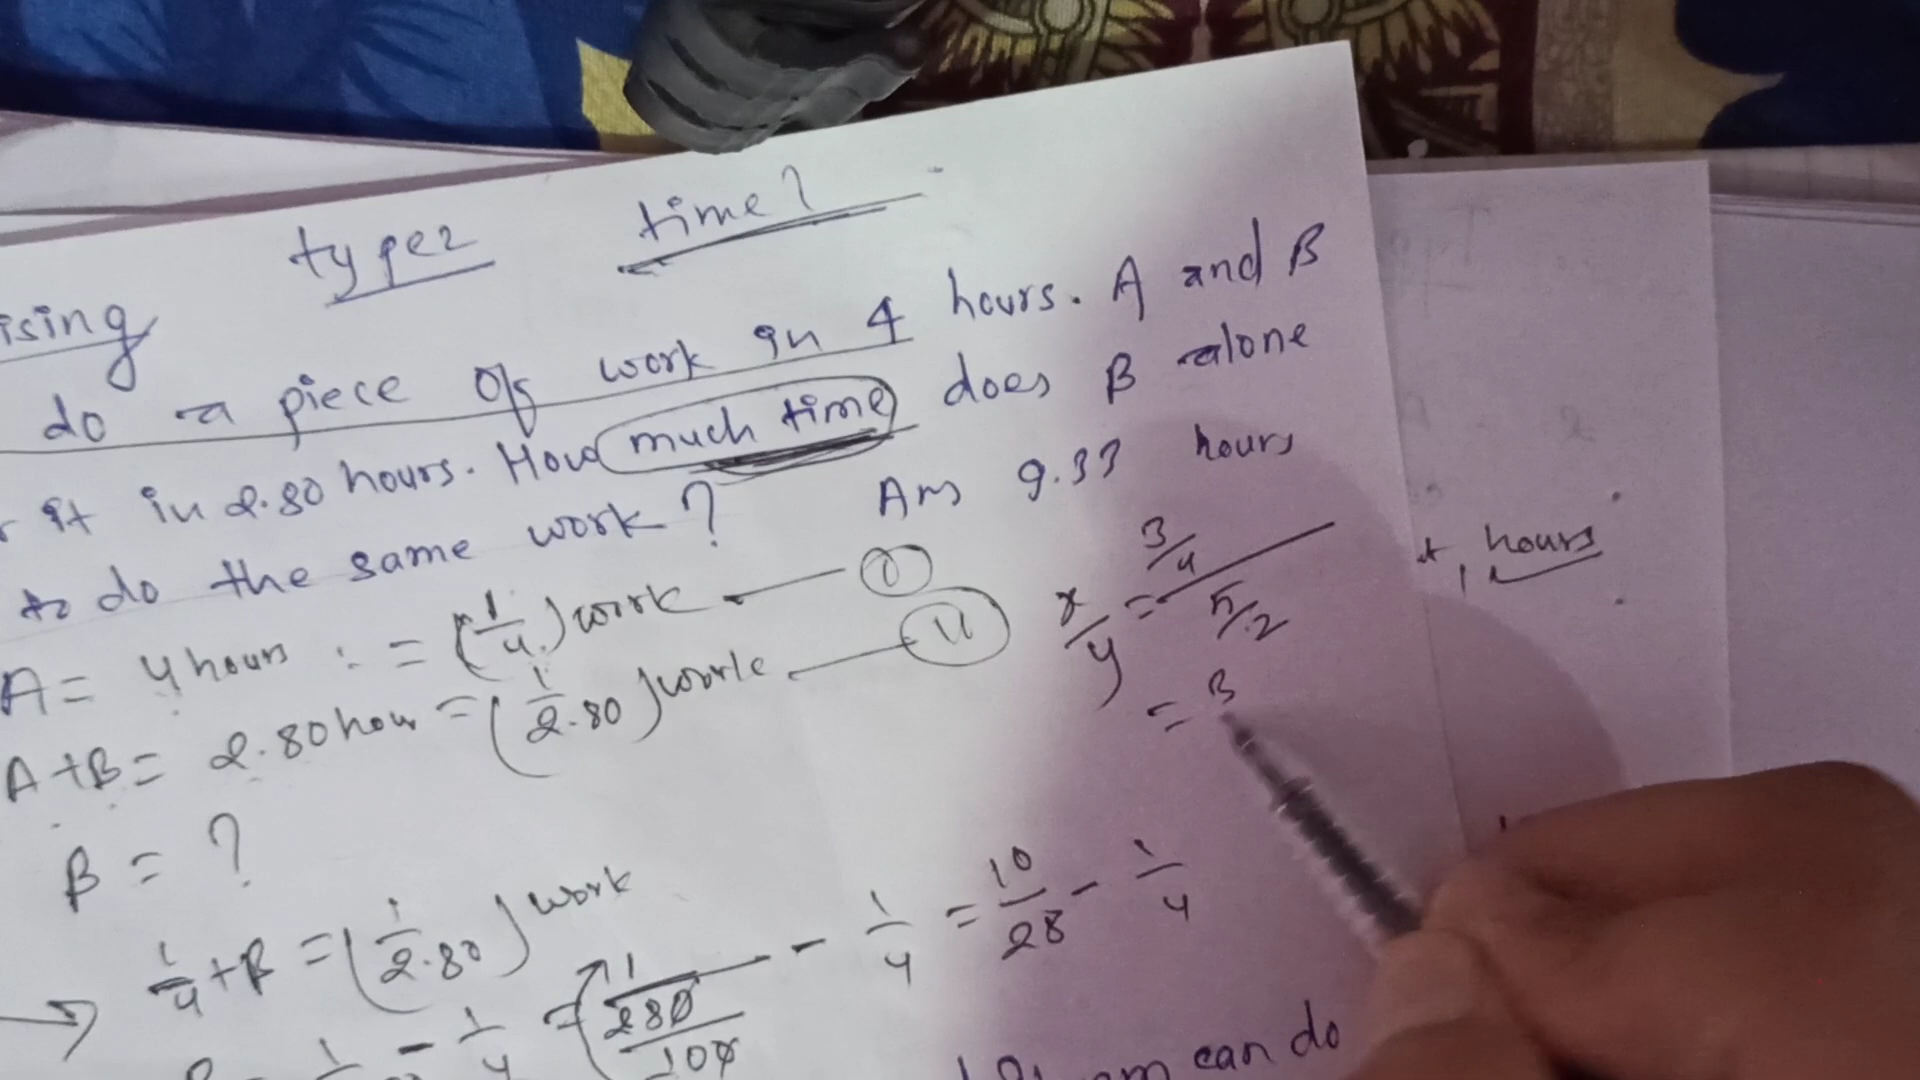 type2 time?
ising
do a piece of work in 4 hours. A and B
it in 2.80 hours. How much time does B alone
to do the same work? Ans 9.33 hours
A = 4 hours = (1/4) work — (I)
A+B = 2.80 hour = (1/2.80) work — (II)
B = ?
1/4 + B = (1/2.80) work
- 1/4 = (1/280/100 - 1/4 = 10/28 - 1/4
x/y = 3/4 / 5/2
= 3
hours
can do